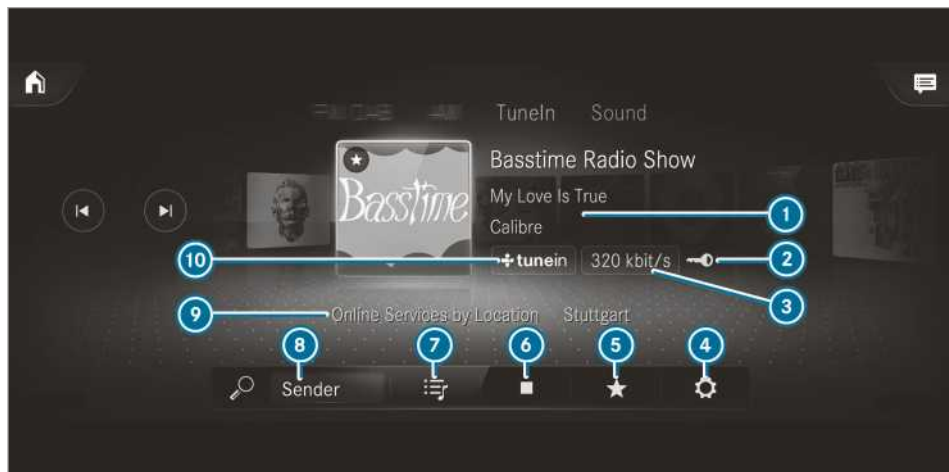 TuneIn Sound
Basstime Radio Show
Basstime
My Love Is True
1
Calibre
10
tunein
320 kbit/s
2
3
9
Online Services by Location Stuttgart
8
7
6
5
4
Sender